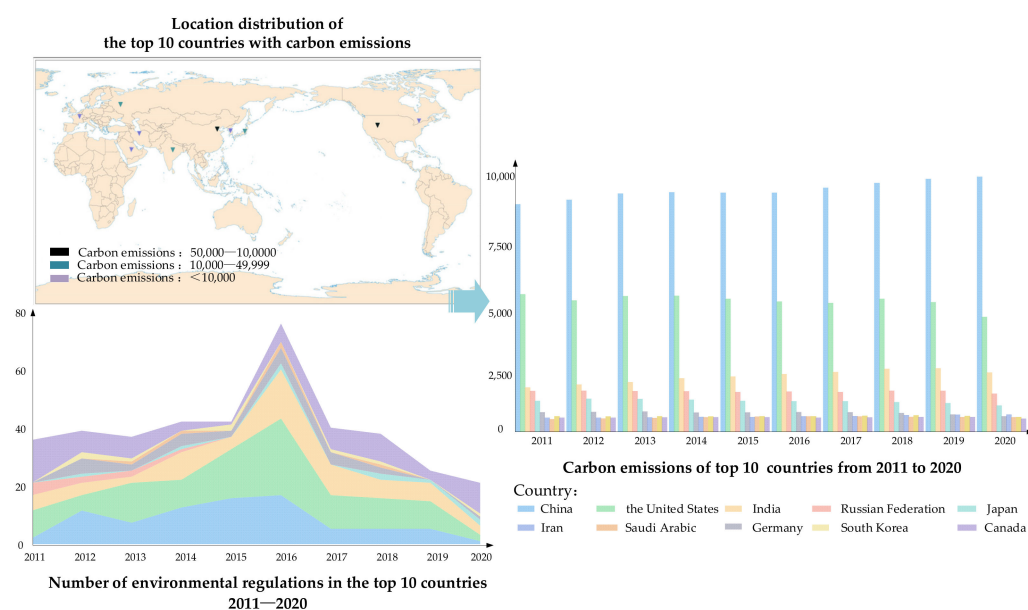 Location distribution of
the top 10 countries with carbon emissions
Carbon emissions： 50,000—10,0000
Carbon emissions： 10,000—49,999
Carbon emissions： ＜10,000
80
60
40
20
0
2011 2012 2013 2014 2015 2016 2017 2018 2019 2020
Number of environmental regulations in the top 10 countries
2011—2020
10,000
7,500
5,000
2,500
0
2011 2012 2013 2014 2015 2016 2017 2018 2019 2020
Carbon emissions of top 10 countries from 2011 to 2020
Country：
China the United States India Russian Federation Japan
Iran Saudi Arabic Germany South Korea Canada